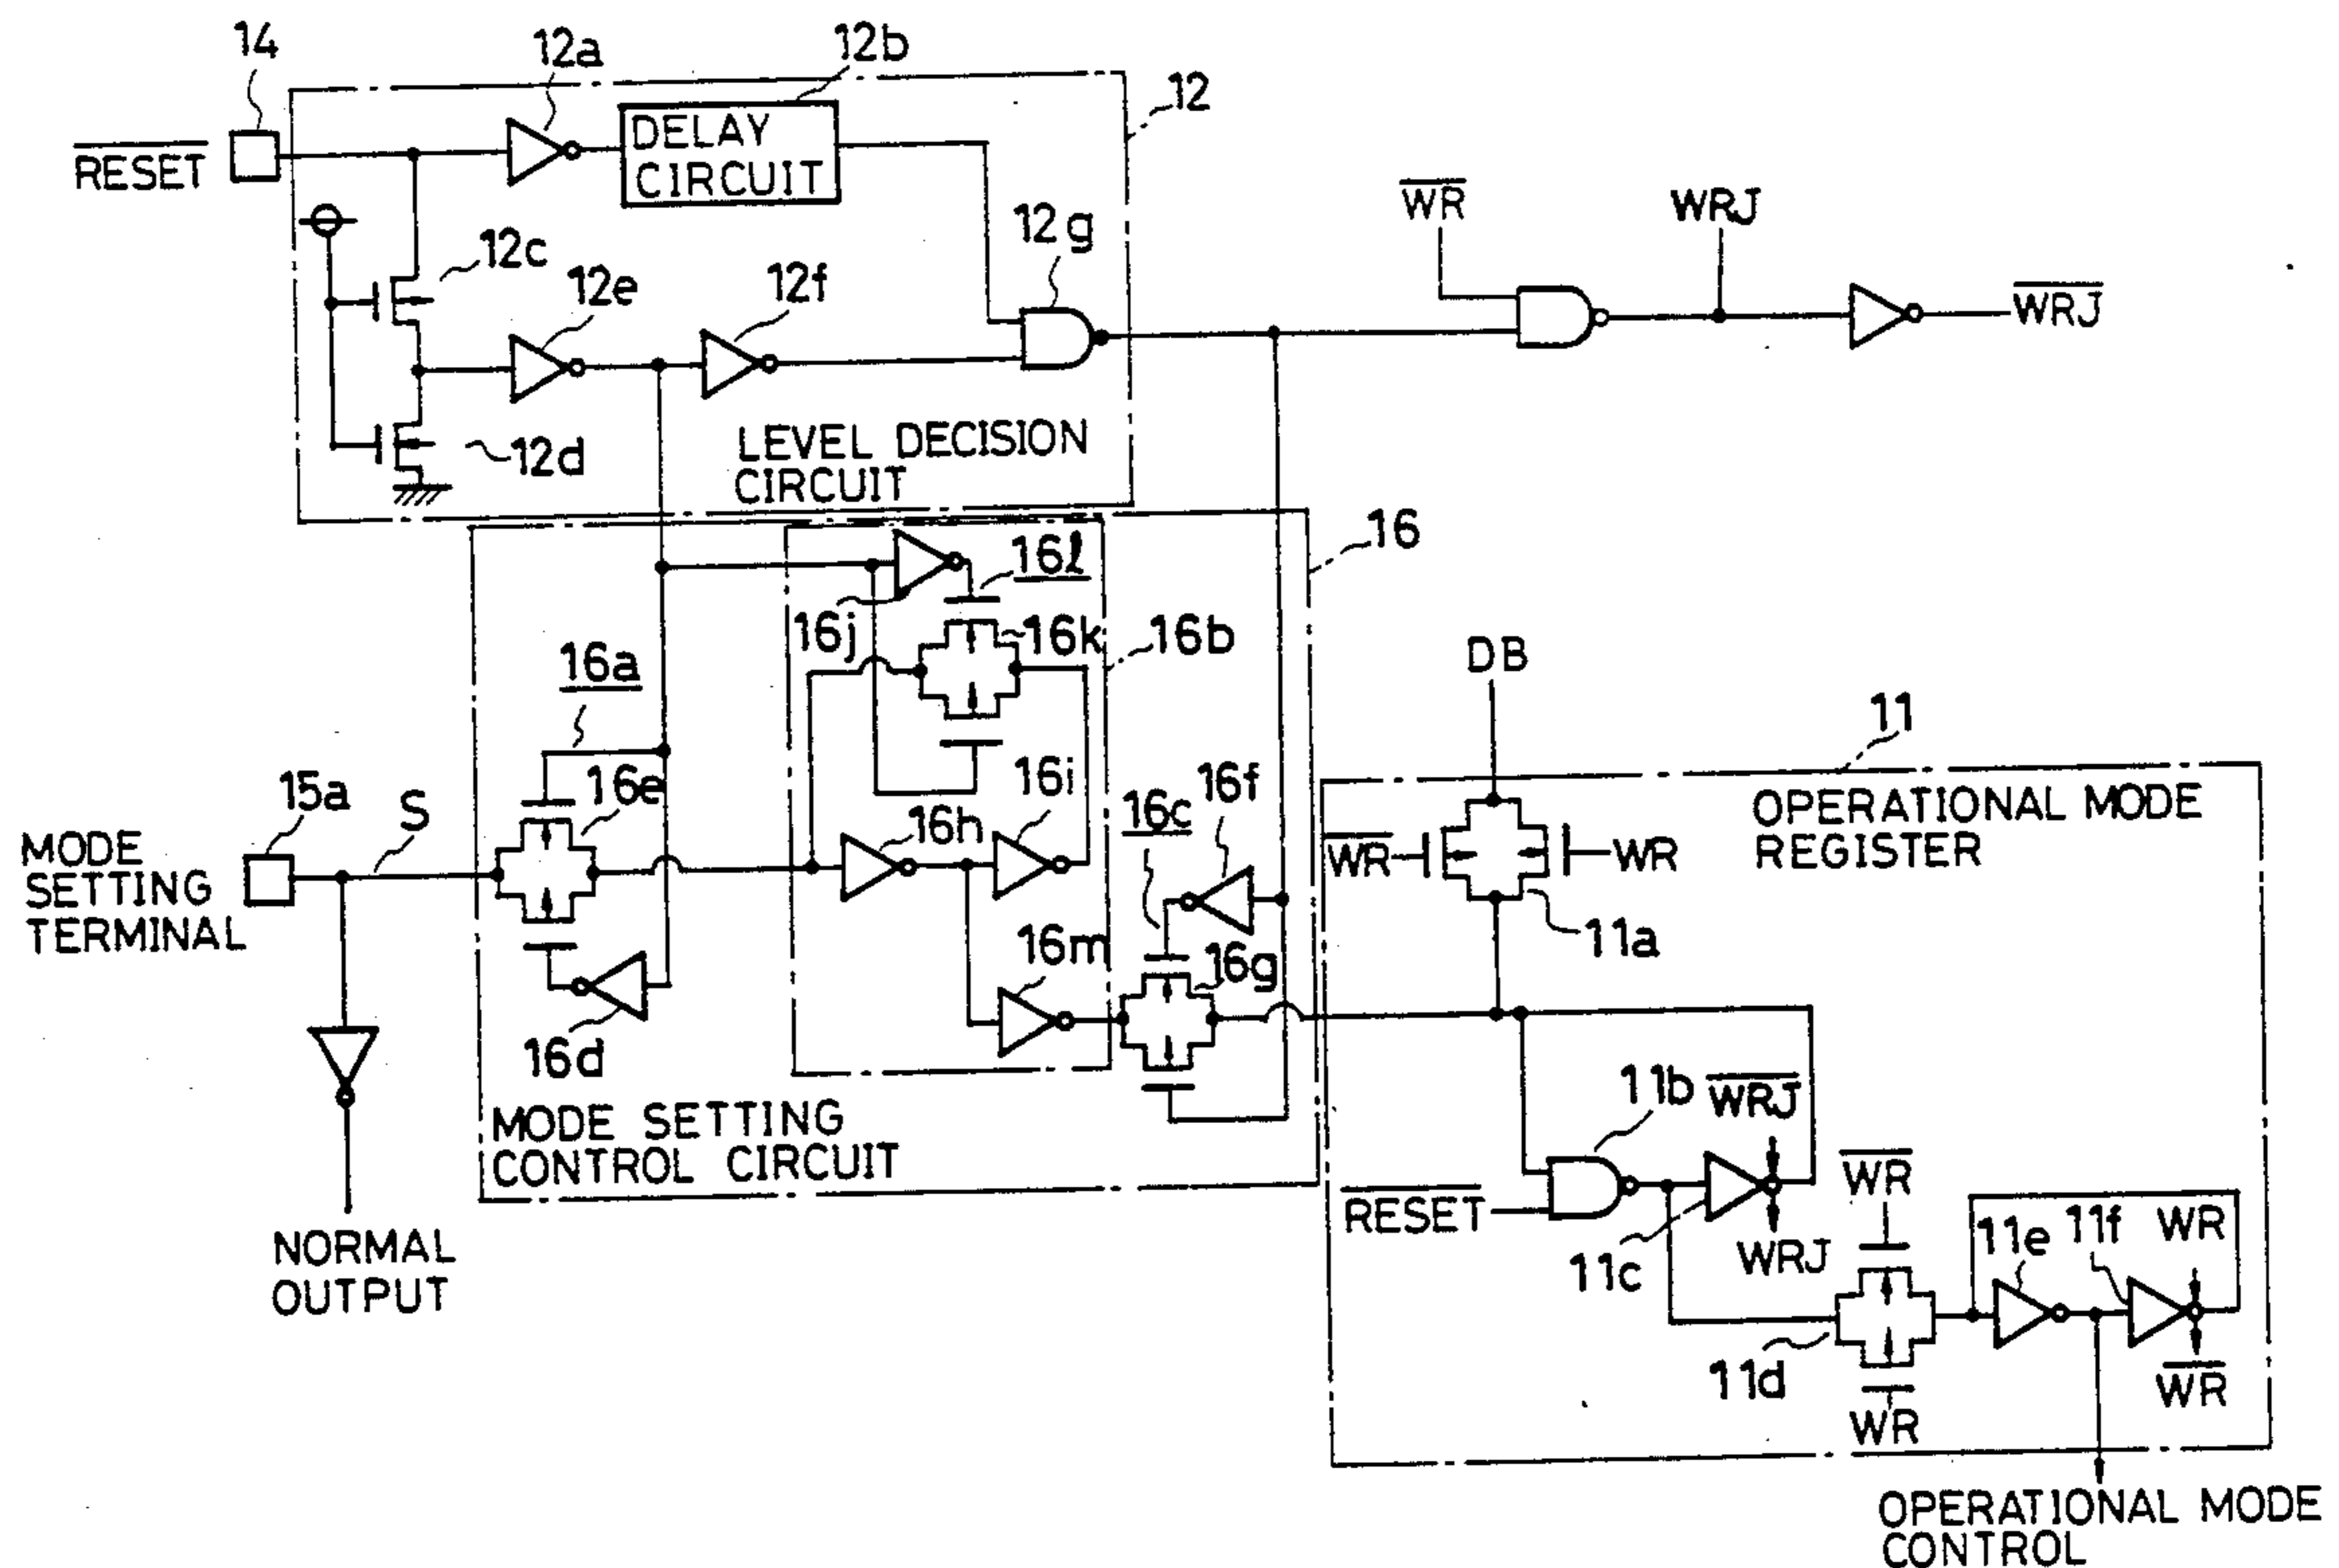 14
12a
12b
12
RESET
DELAY
CIRCUIT
12c
12e
12f
12g
WR
WRJ
WRJ
12d
LEVEL DECISION
CIRCUIT
16
16l
16j
16k
16b
16a
16e
DB
11
15a
S
MODE
SETTING
TERMINAL
16h
16i
16c
16f
OPERATIONAL MODE
REGISTER
WR
WR
11a
16m
16g
16d
MODE SETTING
CONTROL CIRCUIT
11b
WRJ
WR
RESET
11c
WRJ
11e
11f
WR
NORMAL
OUTPUT
11d
WR
WR
OPERATIONAL MODE
CONTROL